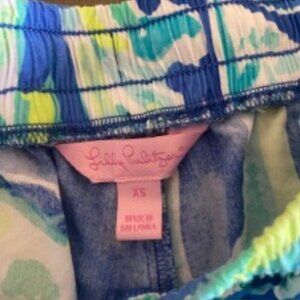 Lilly Pulitzer
XS
MADE IN
SRI LANKA